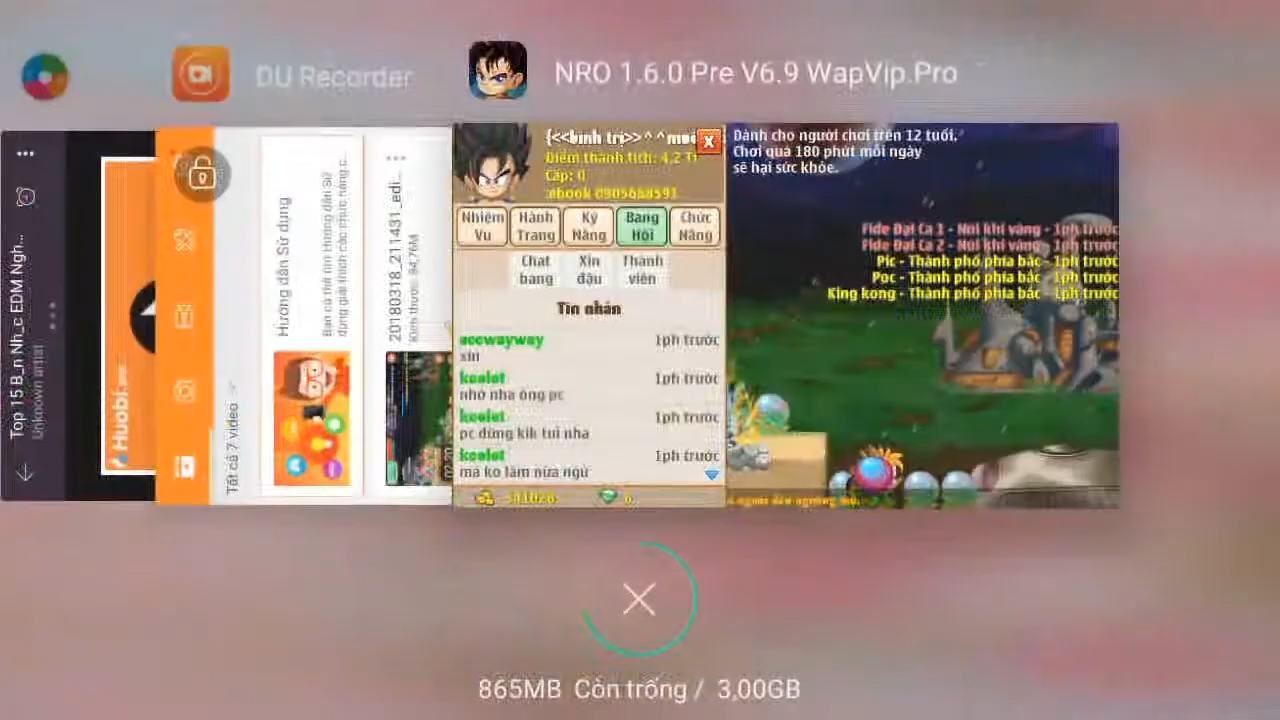 DU Recorder
NRO 1.6.0 Pre V6.9 WapVip.Pro
Top 15 B_n Nh_c EDM Ngh...
Unknown artist
Huobi
Tất cả 7 video
Hướng dẫn Sử dụng
20180318_211431_edi...
Điểm thành tích: 4,2 Tỉ
Cấp: 0
Nhiệm Vụ
Hành Trang
Kỹ Năng
Bang Hội
Chức Năng
Chat bang
Xin đậu
Thành viên
Tin nhắn
accwayway 1ph trước
xin
keolot 1ph trước
nhớ nha ông pc
keolot 1ph trước
pc đừng kik tui nha
keolot 1ph trước
mà ko lắm nữa ngủ
Dành cho người chơi trên 12 tuổi.
Chơi quá 180 phút mỗi ngày
sẽ hại sức khỏe.
Fide Đại Ca 1 - Núi khỉ vàng - 1ph trước
Fide Đại Ca 2 - Núi khỉ vàng - 1ph trước
Pic - Thành phố phía bắc - 1ph trước
Poc - Thành phố phía bắc - 1ph trước
King kong - Thành phố phía bắc - 1ph trước
865MB Còn trống / 3,00GB